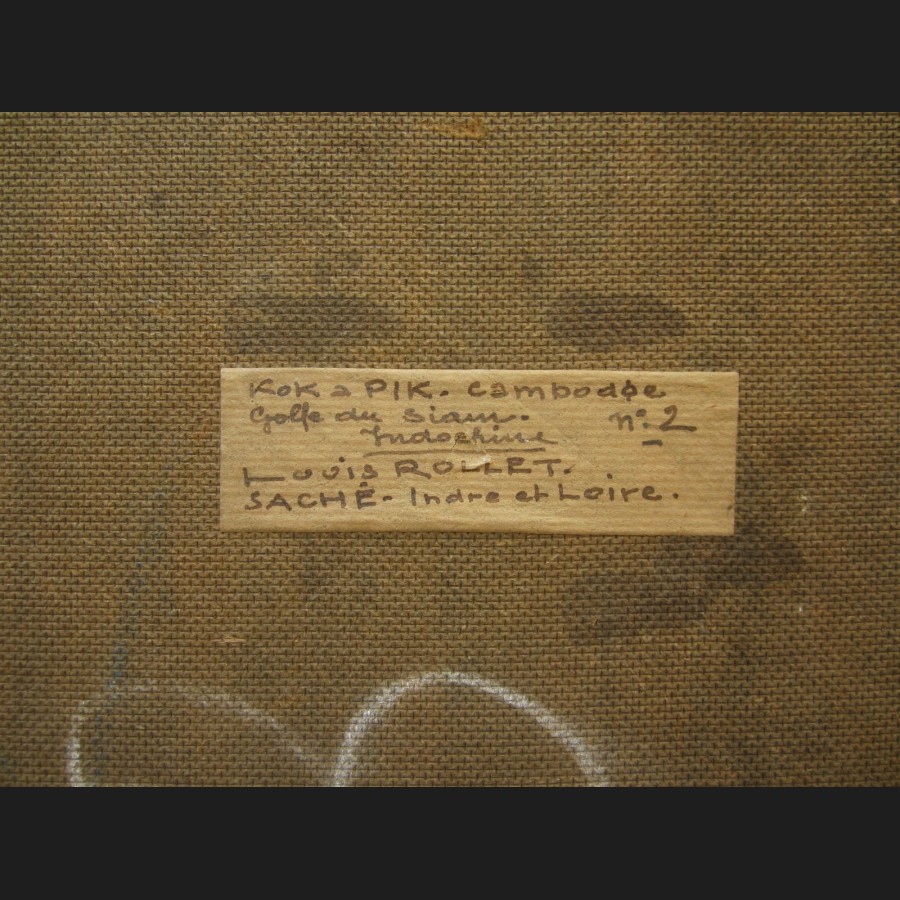 KOK a PIK. Cambodge
Golfe du Siam. n°. 2
Indochine
LOUIS ROLLET.
SACHÉ - Indre et Loire.